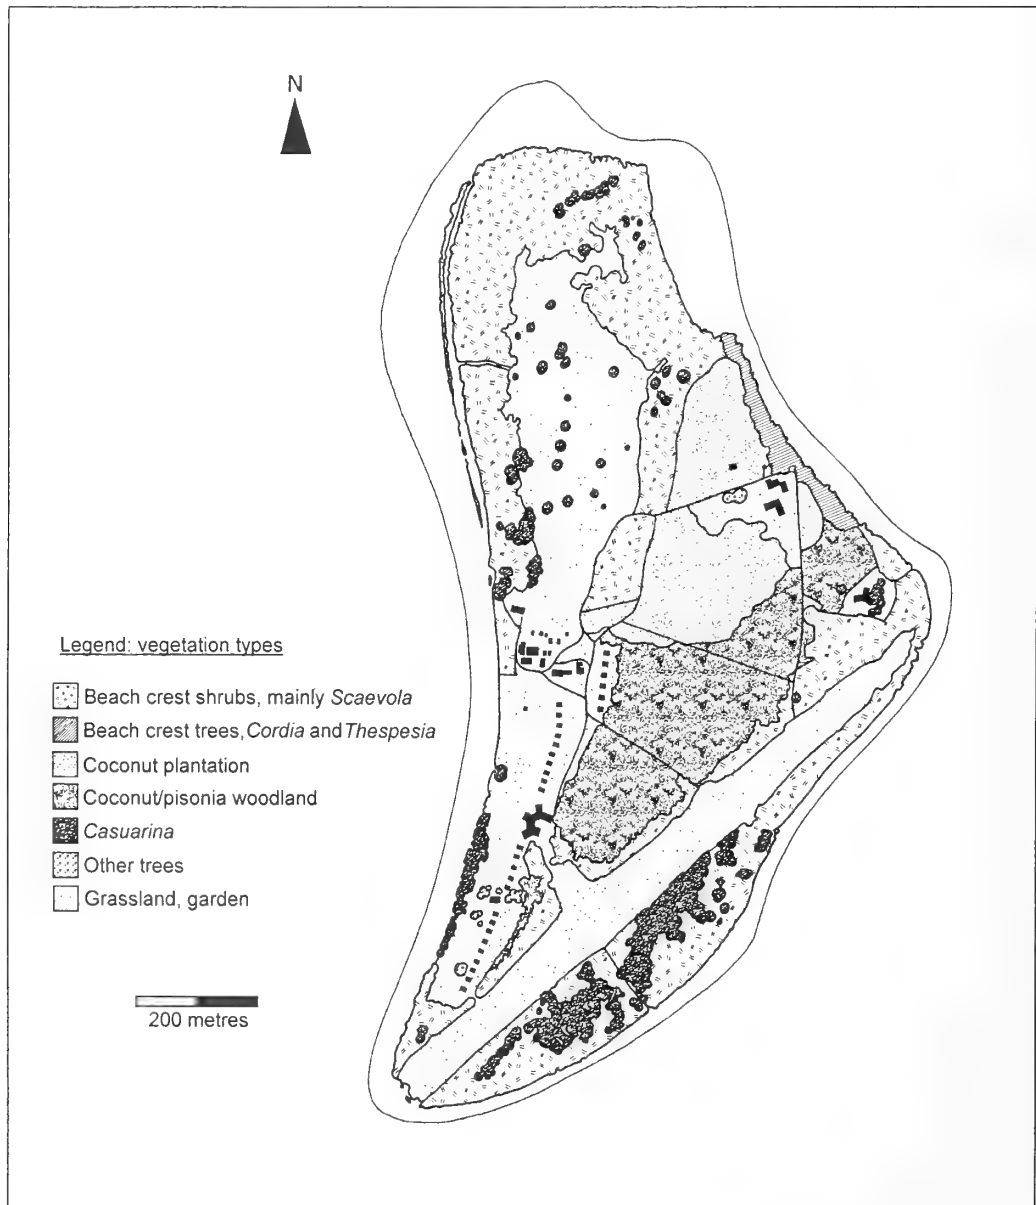 N
Legend: vegetation types
Beach crest shrubs, mainly Scaevola
Beach crest trees, Cordia and Thespesia
Coconut plantation
Coconut/pisonia woodland
Casuarina
Other trees
Grassland, garden
200 metres